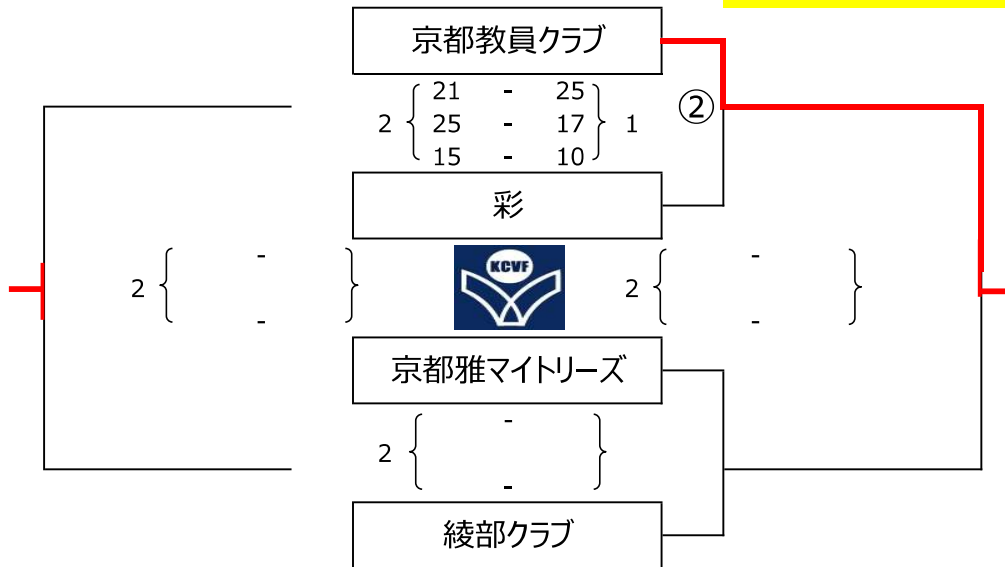 京都教員クラブ
21 - 25
2 25 - 17 1
②
15 - 10
彩
- -
2 KCVF 2
- -
京都雅マイトリーズ
-
2
-
綾部クラブ